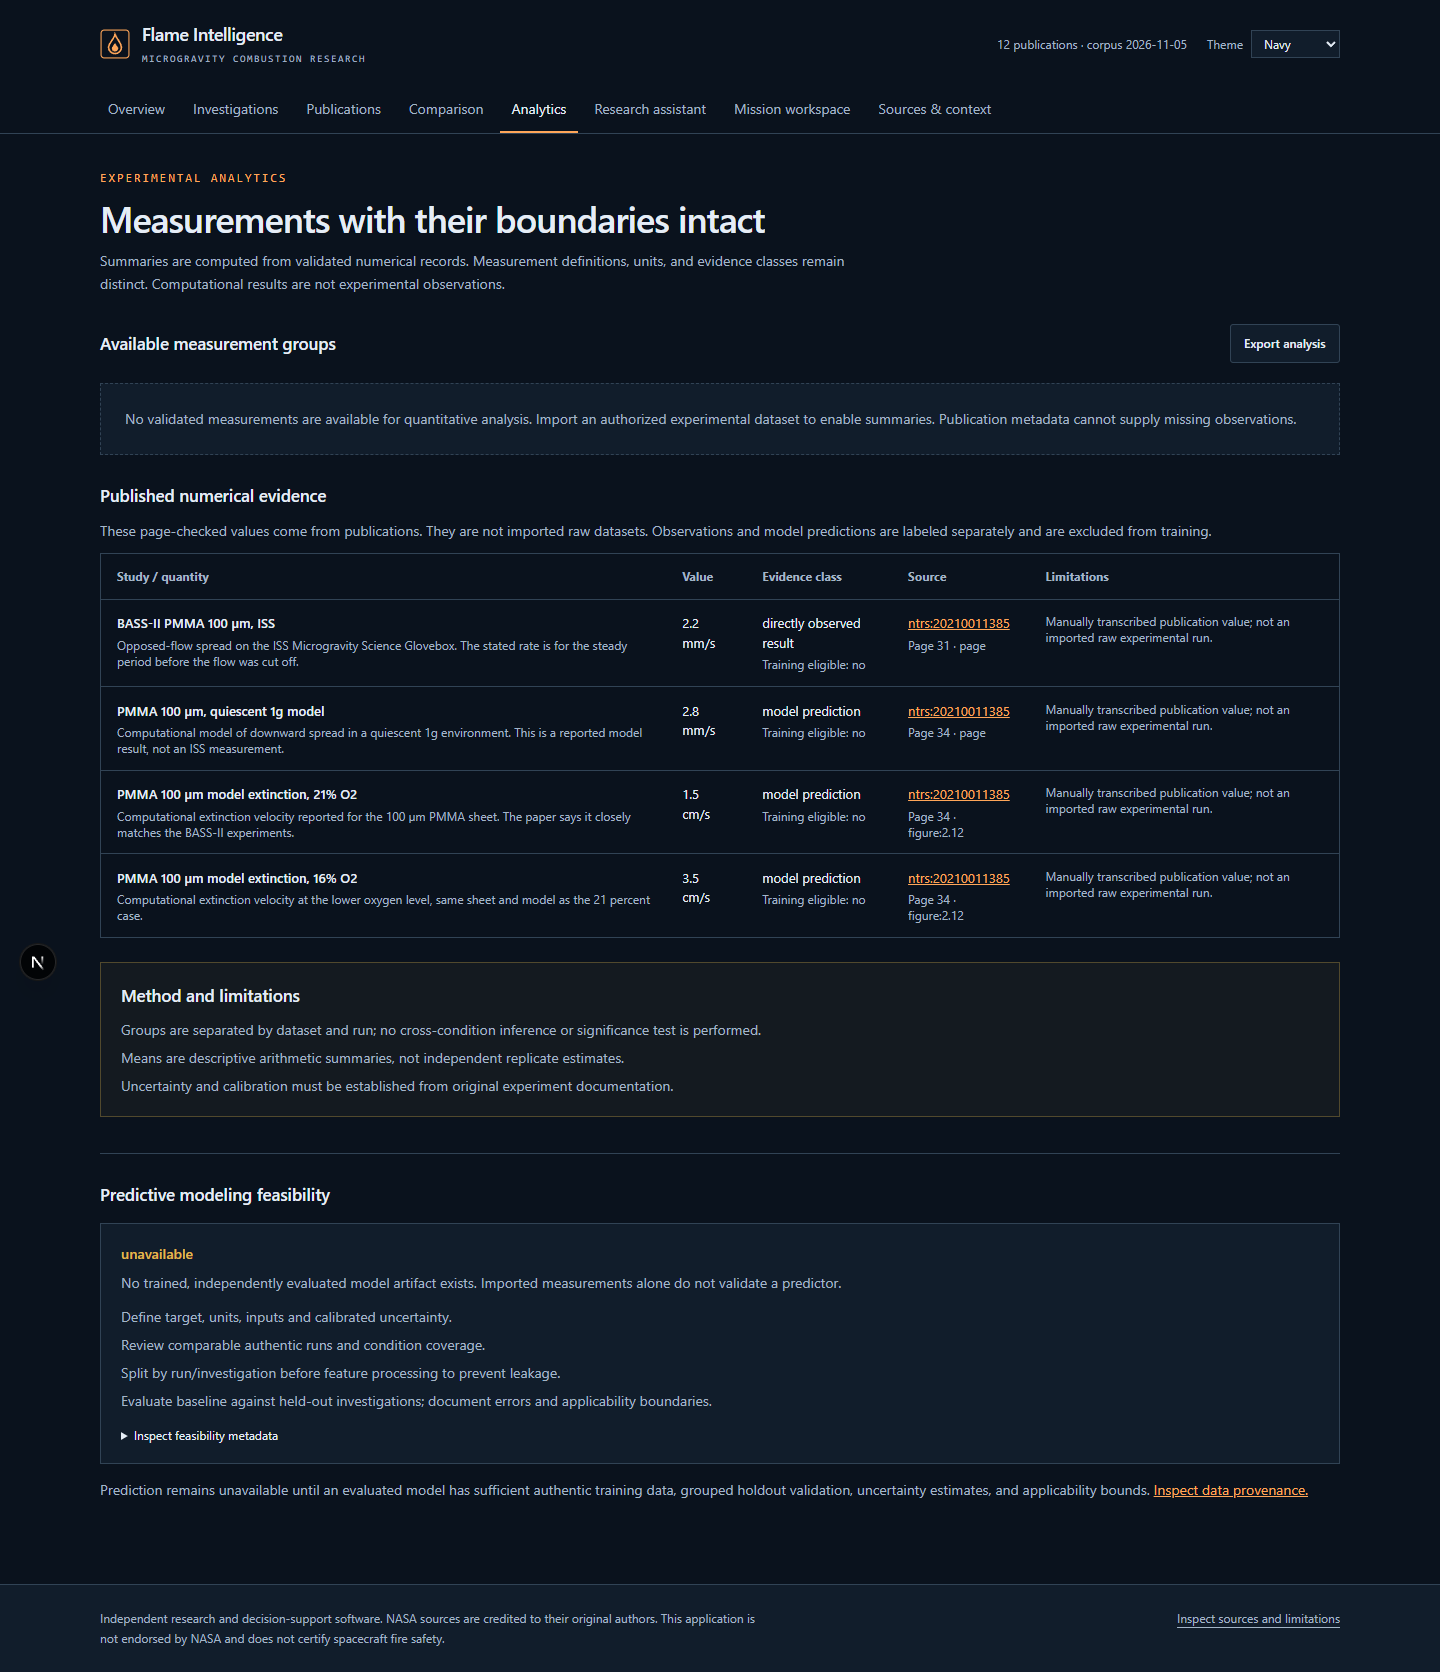 Flame Intelligence
MICROGRAVITY COMBUSTION RESEARCH
12 publications · corpus 2026-11-05
Theme
Navy
Overview
Investigations
Publications
Comparison
Analytics
Research assistant
Mission workspace
Sources & context
EXPERIMENTAL ANALYTICS
Measurements with their boundaries intact
Summaries are computed from validated numerical records. Measurement definitions, units, and evidence classes remain
distinct. Computational results are not experimental observations.
Available measurement groups
Export analysis
No validated measurements are available for quantitative analysis. Import an authorized experimental dataset to enable summaries. Publication metadata cannot supply missing observations.
Published numerical evidence
These page-checked values come from publications. They are not imported raw datasets. Observations and model predictions are labeled separately and are excluded from training.
Study / quantity
Value
Evidence class
Source
Limitations
BASS-II PMMA 100 µm, ISS
Opposed-flow spread on the ISS Microgravity Science Glovebox. The stated rate is for the steady
period before the flow was cut off.
2.2
mm/s
directly observed
result
Training eligible: no
ntrs:20210011385
Page 31 · page
Manually transcribed publication value; not an
imported raw experimental run.
PMMA 100 µm, quiescent 1g model
Computational model of downward spread in a quiescent 1g environment. This is a reported model
result, not an ISS measurement.
2.8
mm/s
model prediction
Training eligible: no
ntrs:20210011385
Page 34 · page
Manually transcribed publication value; not an
imported raw experimental run.
PMMA 100 µm model extinction, 21% O2
Computational extinction velocity reported for the 100 µm PMMA sheet. The paper says it closely
matches the BASS-II experiments.
1.5
cm/s
model prediction
Training eligible: no
ntrs:20210011385
Page 34 ·
figure:2.12
Manually transcribed publication value; not an
imported raw experimental run.
PMMA 100 µm model extinction, 16% O2
Computational extinction velocity at the lower oxygen level, same sheet and model as the 21 percent
case.
3.5
cm/s
model prediction
Training eligible: no
ntrs:20210011385
Page 34 ·
figure:2.12
Manually transcribed publication value; not an
imported raw experimental run.
N
Method and limitations
Groups are separated by dataset and run; no cross-condition inference or significance test is performed.
Means are descriptive arithmetic summaries, not independent replicate estimates.
Uncertainty and calibration must be established from original experiment documentation.
Predictive modeling feasibility
unavailable
No trained, independently evaluated model artifact exists. Imported measurements alone do not validate a predictor.
Define target, units, inputs and calibrated uncertainty.
Review comparable authentic runs and condition coverage.
Split by run/investigation before feature processing to prevent leakage.
Evaluate baseline against held-out investigations; document errors and applicability boundaries.
Inspect feasibility metadata
Prediction remains unavailable until an evaluated model has sufficient authentic training data, grouped holdout validation, uncertainty estimates, and applicability bounds. Inspect data provenance.
Independent research and decision-support software. NASA sources are credited to their original authors. This application is
not endorsed by NASA and does not certify spacecraft fire safety.
Inspect sources and limitations